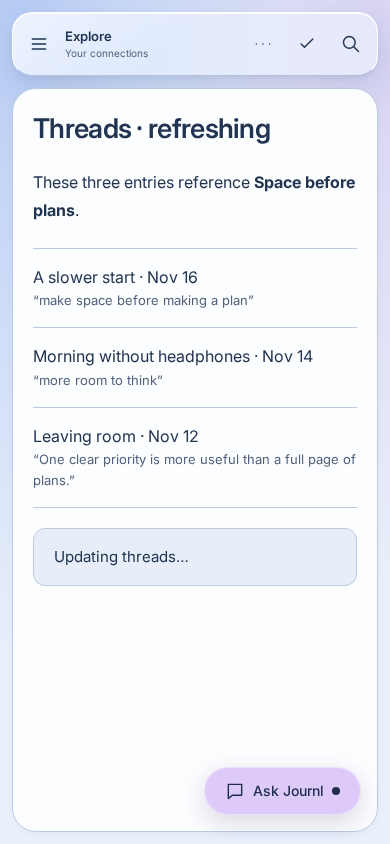 Explore
Your connections
...
Threads · refreshing
These three entries reference Space before
plans.
A slower start · Nov 16
“make space before making a plan”
Morning without headphones · Nov 14
“more room to think”
Leaving room · Nov 12
“One clear priority is more useful than a full page of
plans.”
Updating threads…
Ask Journl